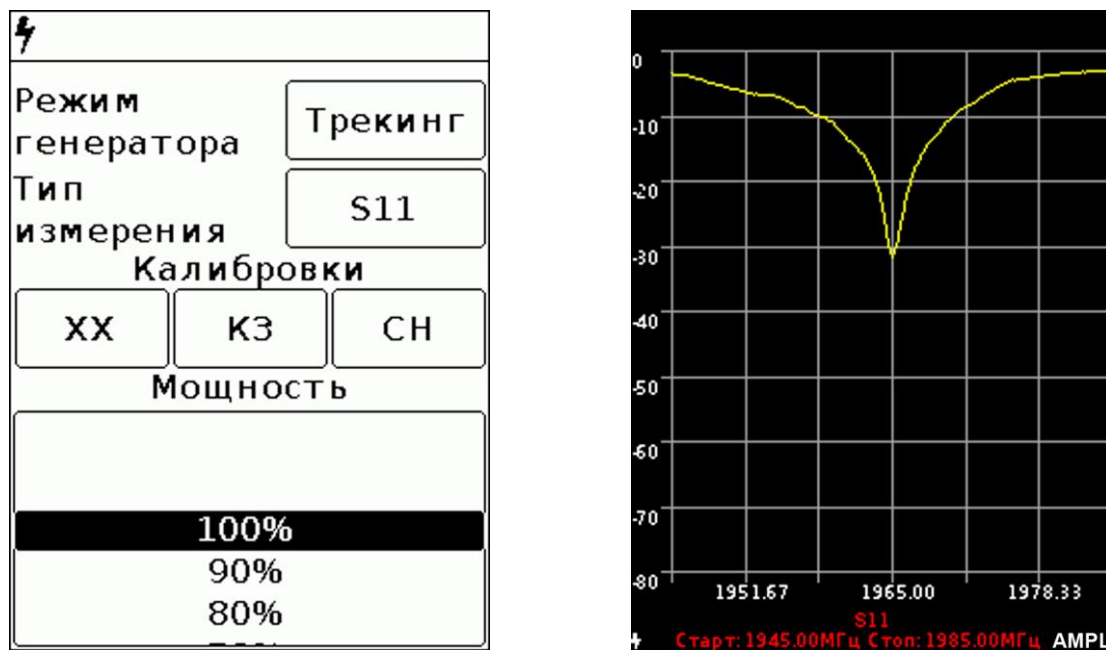 Режим
генератора
Трекинг
Тип
измерения
S11
Калибровки
ХХ КЗ СН
Мощность
100%
90%
80%
0
-10
-20
-30
-40
-50
-60
-70
-80
1951.67 1965.00 1978.33
S11
Старт: 1945.00МГц Стоп: 1985.00МГц AMPL